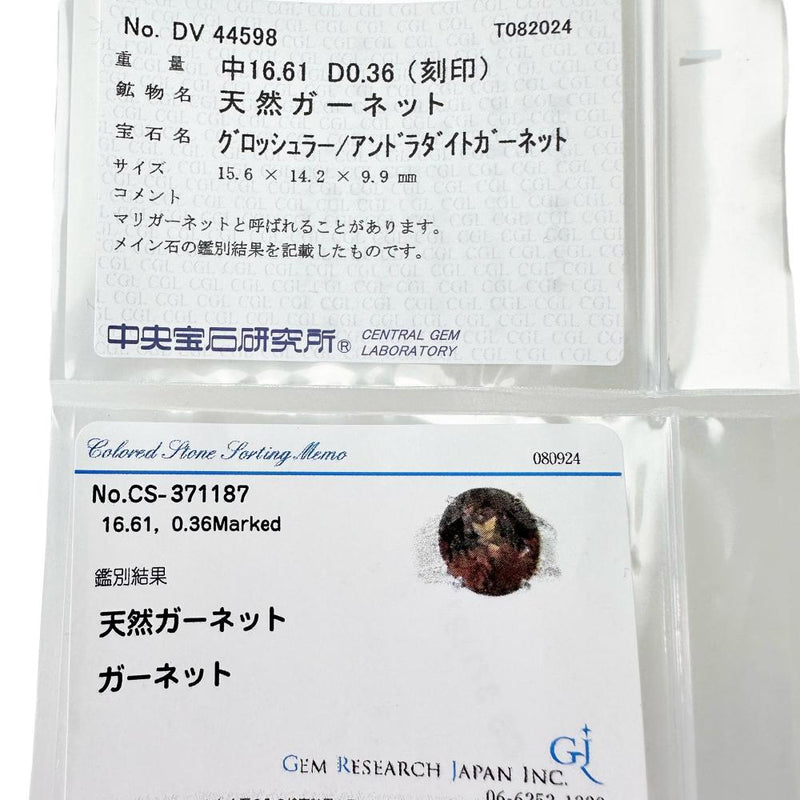 No. DV 44598 T082024
重量 中16.61 D0.36 (刻印)
鉱物名 天然ガーネット
宝石名 グロッシュラー/アンドラダイトガーネット
サイズ 15.6 × 14.2 × 9.9 mm
コメント
マリガーネットと呼ばれることがあります。
メイン石の鑑別結果を記載したものです。
中央宝石研究所® CENTRAL GEM
LABORATORY
Colored Stone Sorting Memo 080924
No.CS-371187
16.61, 0.36Marked
鑑別結果
天然ガーネット
ガーネット
GJ
GEM RESEARCH JAPAN INC.